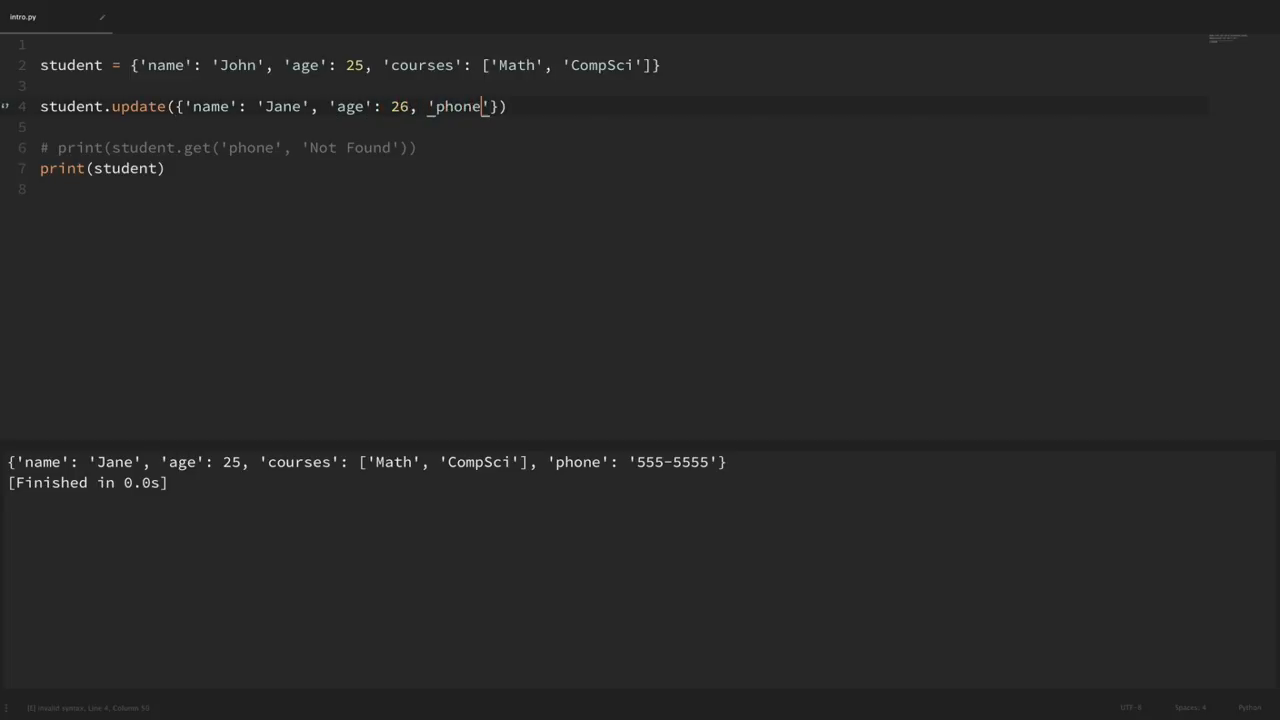 intro.py
1
2 student = {'name': 'John', 'age': 25, 'courses': ['Math', 'CompSci']}
3
4 student.update({'name': 'Jane', 'age': 26, 'phone'})
5
6 # print(student.get('phone', 'Not Found'))
7 print(student)
8
{'name': 'Jane', 'age': 25, 'courses': ['Math', 'CompSci'], 'phone': '555-5555'}
[Finished in 0.0s]
[E] invalid syntax, Line 4, Column 50
UTF-8 Spaces: 4 Python